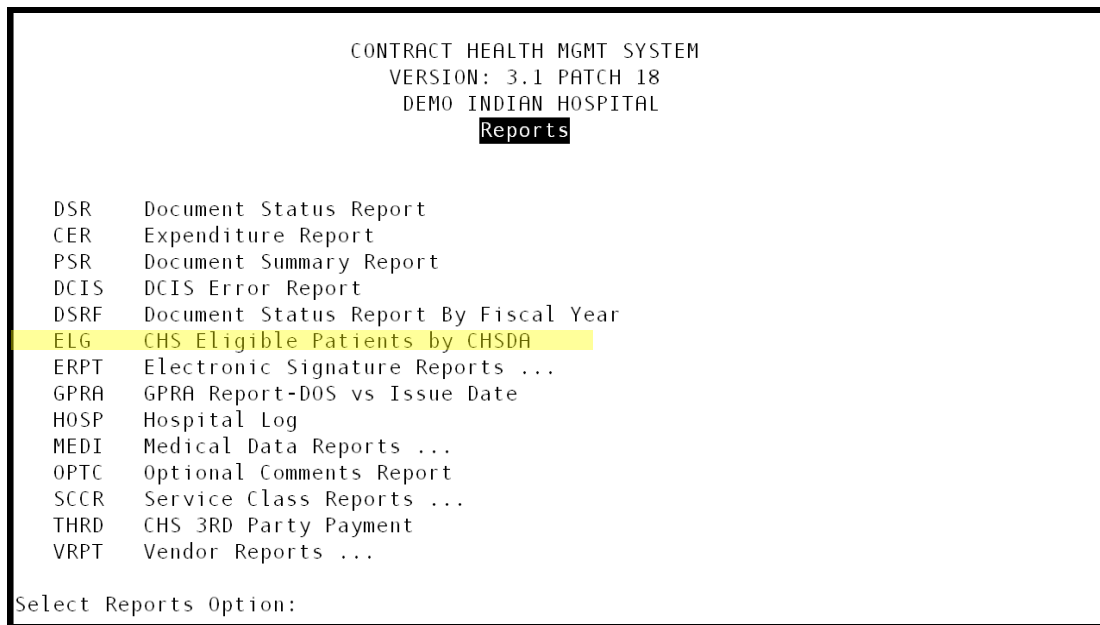 CONTRACT HEALTH MGMT SYSTEM
VERSION: 3.1 PATCH 18
DEMO INDIAN HOSPITAL
Reports
DSR Document Status Report
CER Expenditure Report
PSR Document Summary Report
DCIS DCIS Error Report
DSRF Document Status Report By Fiscal Year
ELG CHS Eligible Patients by CHSDA
ERPT Electronic Signature Reports ...
GPRA GPRA Report-DOS vs Issue Date
HOSP Hospital Log
MEDI Medical Data Reports ...
OPTC Optional Comments Report
SCCR Service Class Reports ...
THRD CHS 3RD Party Payment
VRPT Vendor Reports ...
Select Reports Option: